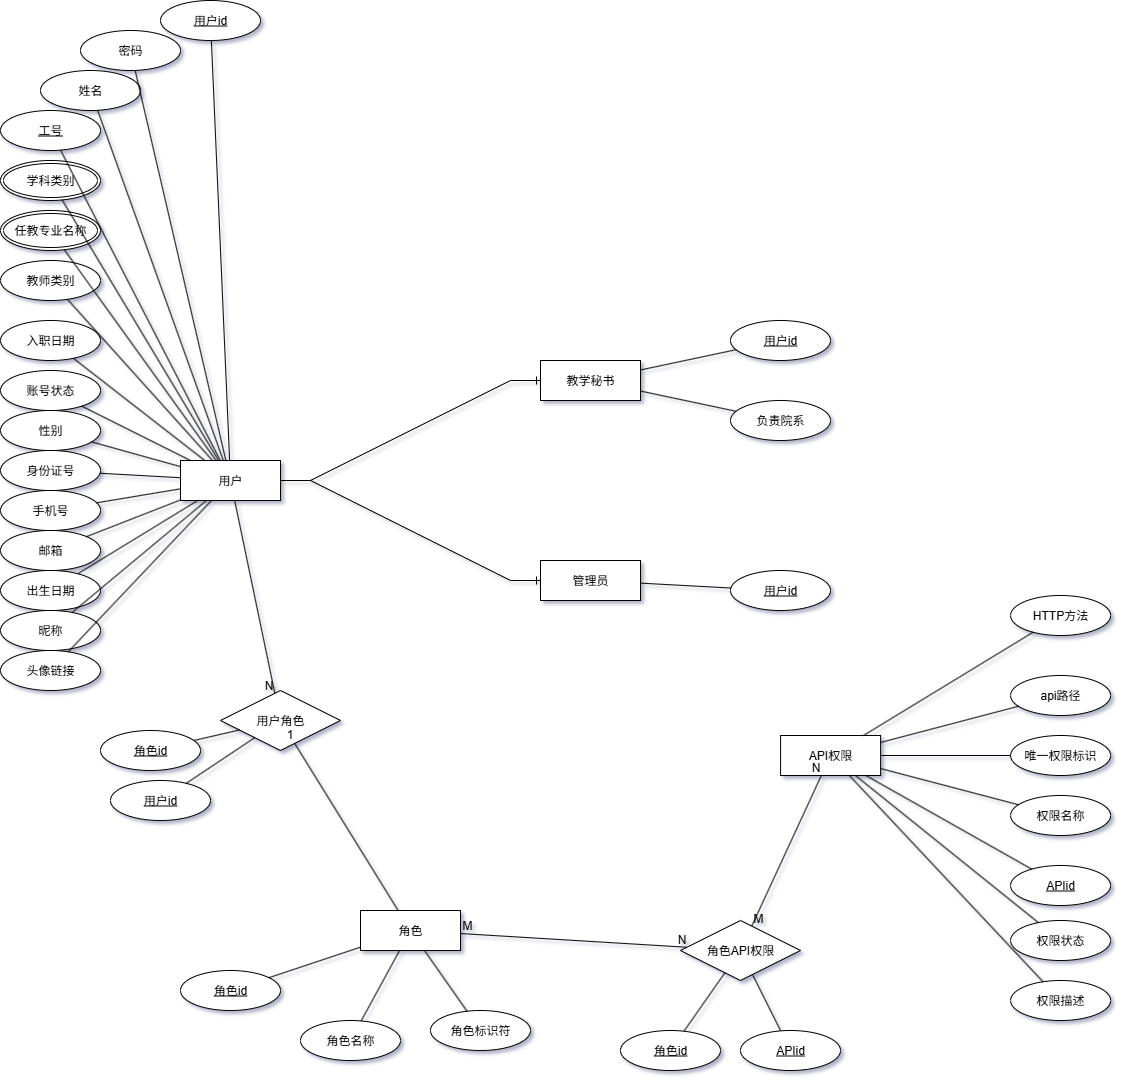 用户id
密码
姓名
工号
学科类别
任教专业名称
教师类别
入职日期
账号状态
性别
身份证号
手机号
邮箱
出生日期
昵称
头像链接
用户
教学秘书
用户id
负责院系
管理员
用户id
N
用户角色
1
角色id
用户id
角色
M
角色id
角色名称
角色标识符
N
M
角色API权限
角色id
APIid
API权限
N
HTTP方法
api路径
唯一权限标识
权限名称
APIid
权限状态
权限描述